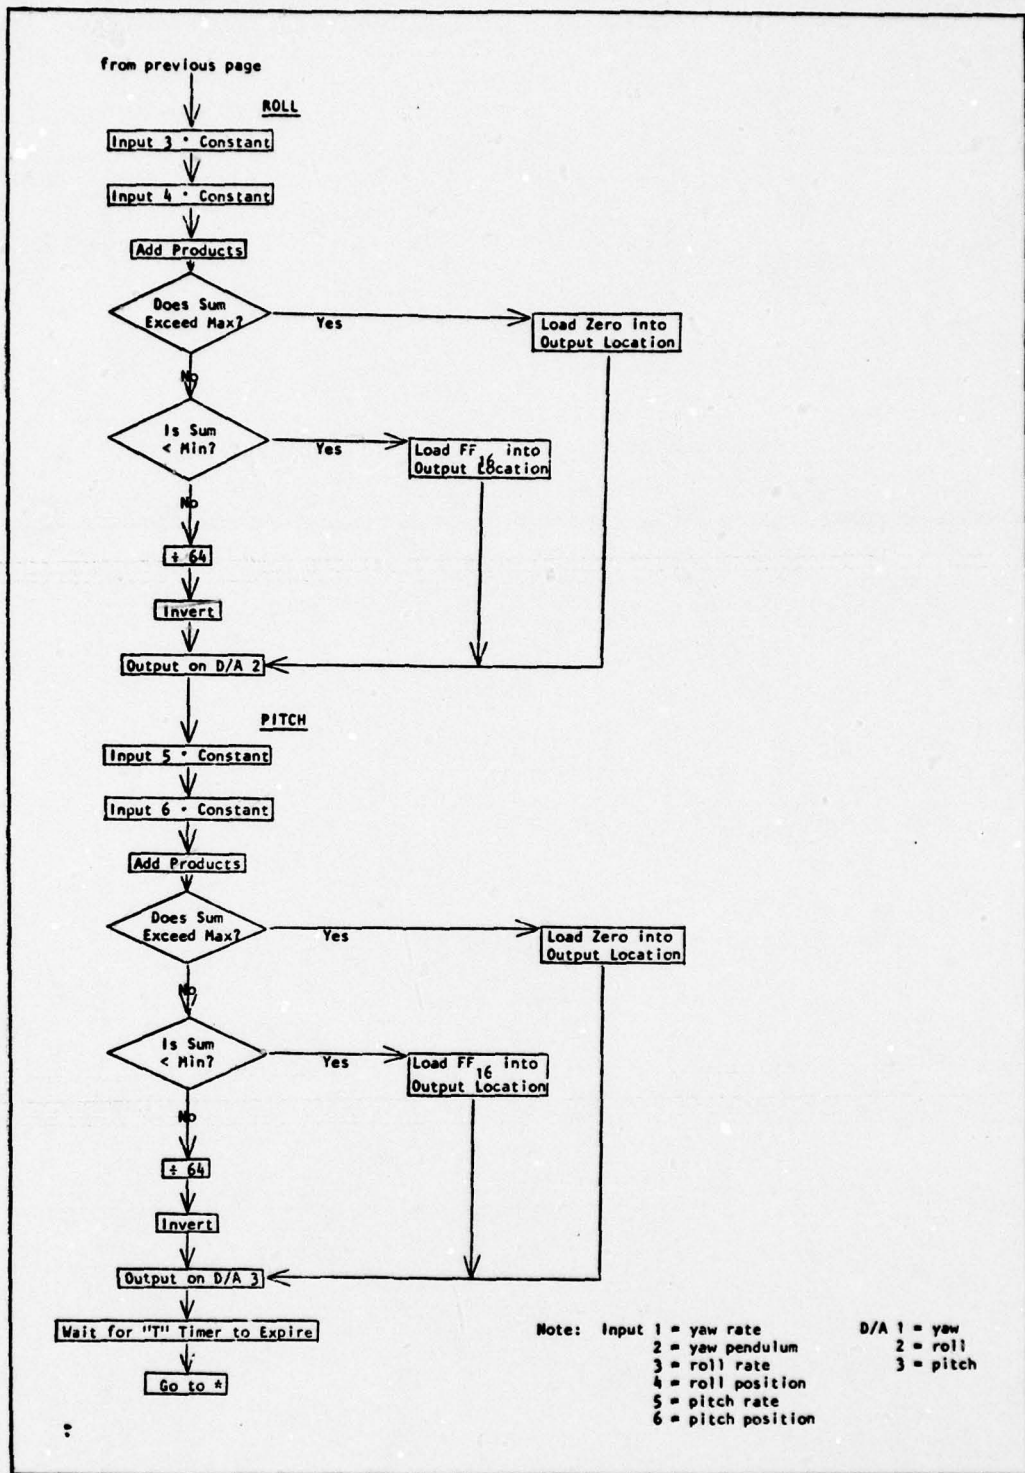 from previous page
ROLL
Input 3 · Constant
Input 4 · Constant
Add Products
Does Sum
Exceed Max?
Yes
Load Zero into
Output Location
No
Is Sum
< Min?
Yes
Load FF16 into
Output Location
No
÷ 64
Invert
Output on D/A 2
PITCH
Input 5 · Constant
Input 6 · Constant
Add Products
Does Sum
Exceed Max?
Yes
Load Zero into
Output Location
No
Is Sum
< Min?
Yes
Load FF16 into
Output Location
No
÷ 64
Invert
Output on D/A 3
Wait for "T" Timer to Expire
Go to *
Note: Input 1 = yaw rate
2 = yaw pendulum
3 = roll rate
4 = roll position
5 = pitch rate
6 = pitch position
D/A 1 = yaw
2 = roll
3 = pitch